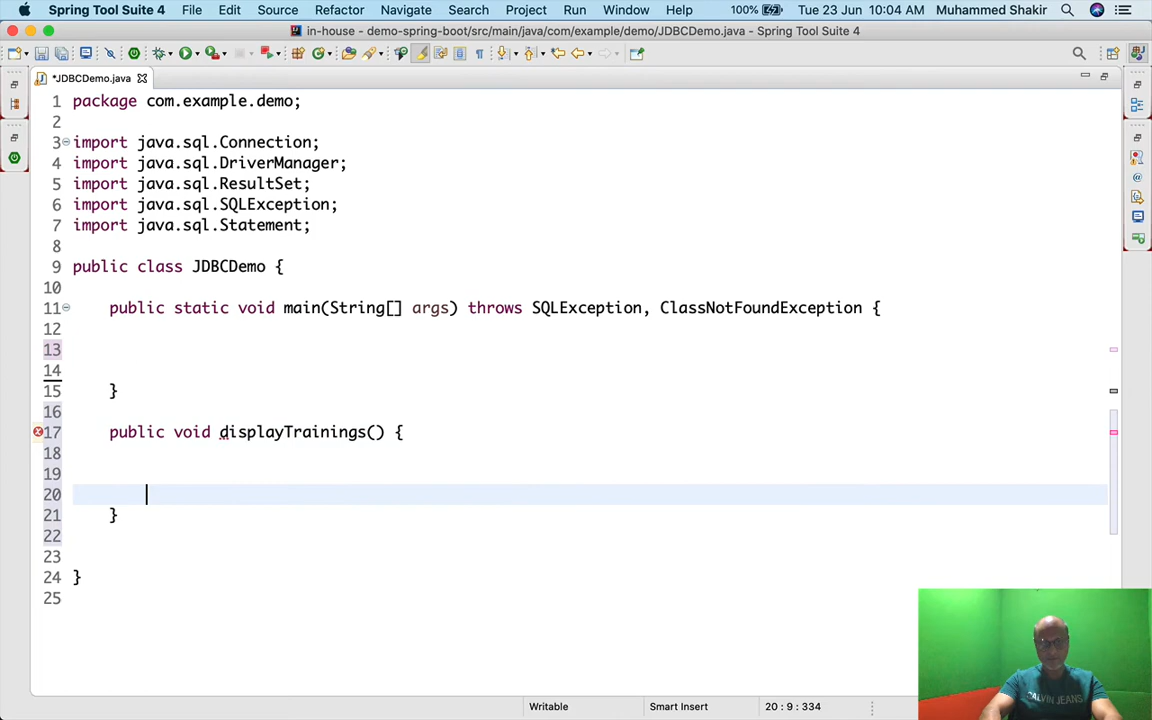 Spring Tool Suite 4 File Edit Source Refactor Navigate Search Project Run Window Help 100% Tue 23 Jun 10:04 AM Muhammed Shakir
in-house - demo-spring-boot/src/main/java/com/example/demo/JDBCDemo.java - Spring Tool Suite 4
*JDBCDemo.java
1 package com.example.demo;
2
3 import java.sql.Connection;
4 import java.sql.DriverManager;
5 import java.sql.ResultSet;
6 import java.sql.SQLException;
7 import java.sql.Statement;
8
9 public class JDBCDemo {
10
11 public static void main(String[] args) throws SQLException, ClassNotFoundException {
12
13
14
15 }
16
17 public void displayTrainings() {
18
19
20
21 }
22
23
24 }
25
CALVIN JEANS
Writable Smart Insert 20 : 9 : 334